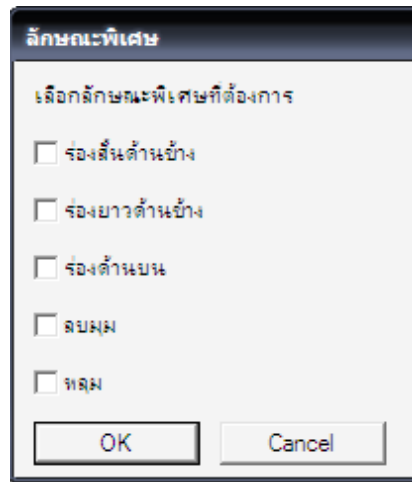 ลักษณะพิเศษ
เลือกลักษณะพิเศษที่ต้องการ
ร่องสั้นด้านข้าง
ร่องยาวด้านข้าง
ร่องด้านบน
ลบมุม
หลุม
OK
Cancel